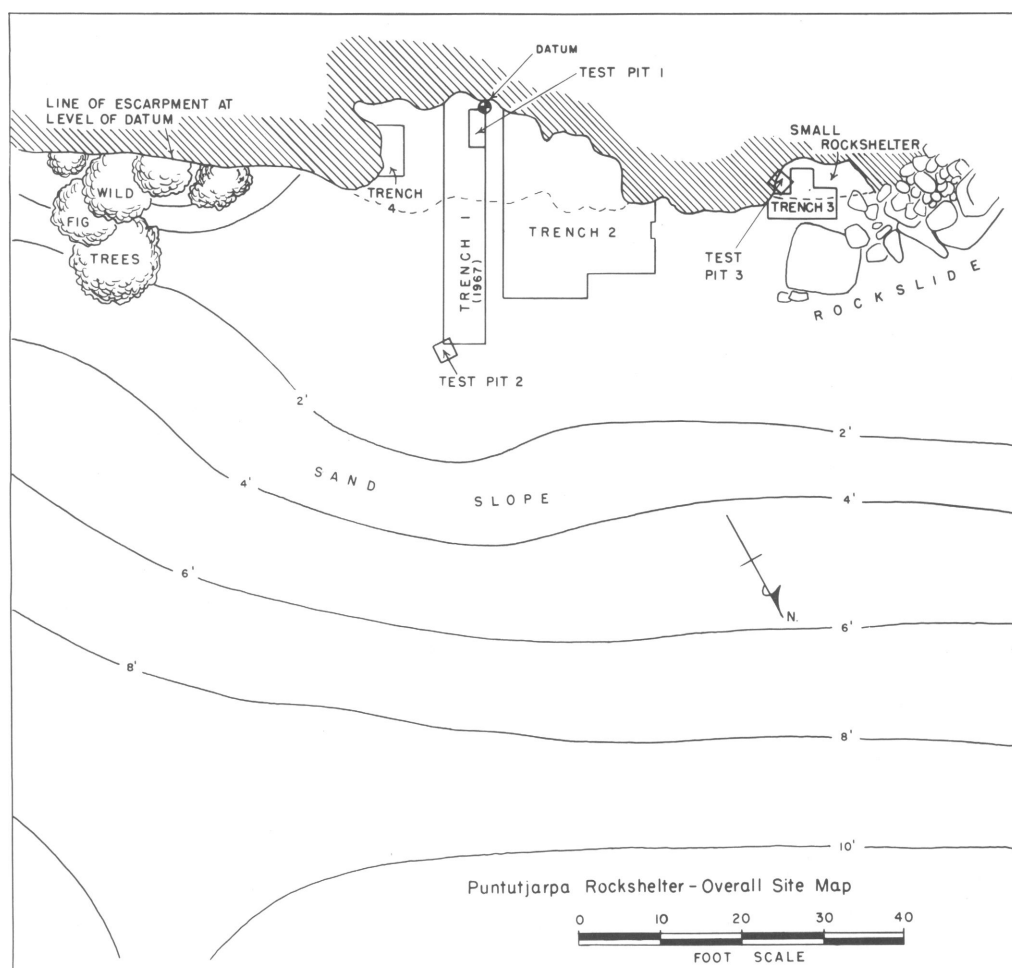 DATUM
TEST PIT 1
LINE OF ESCARPMENT AT
LEVEL OF DATUM
SMALL
ROCKSHELTER
WILD
FIG
TREES
TRENCH
4
TRENCH 1
(1967)
TRENCH 2
TRENCH 3
TEST
PIT 3
ROCKSLIDE
TEST PIT 2
2'
2'
SAND
SLOPE
4'
4'
6'
N.
6'
8'
8'
10'
Puntutjarpa Rockshelter - Overall Site Map
0 10 20 30 40
FOOT SCALE